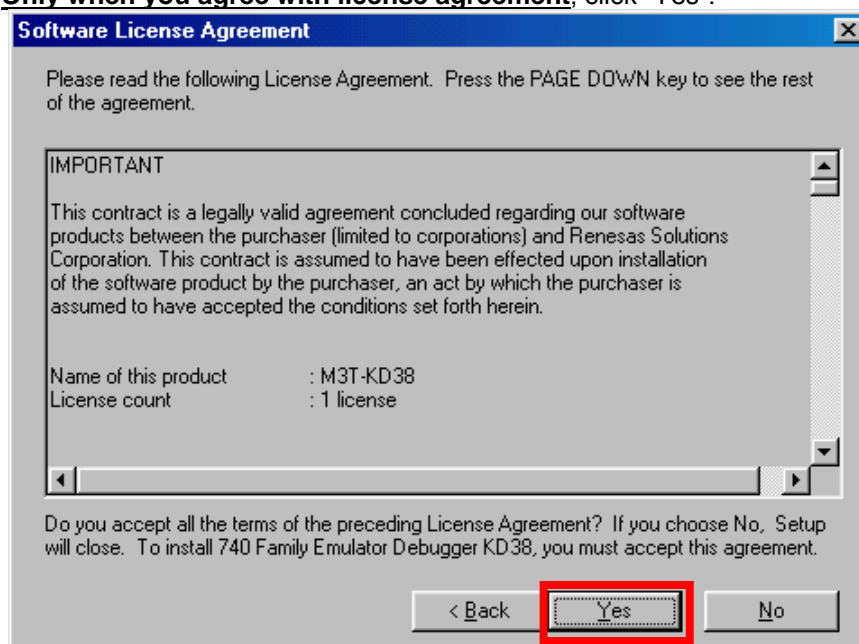 Only when you agree with license agreement, click "Yes".
Software License Agreement
Please read the following License Agreement. Press the PAGE DOWN key to see the rest
of the agreement.
IMPORTANT
This contract is a legally valid agreement concluded regarding our software
products between the purchaser (limited to corporations) and Renesas Solutions
Corporation. This contract is assumed to have been effected upon installation
of the software product by the purchaser, an act by which the purchaser is
assumed to have accepted the conditions set forth herein.
Name of this product : M3T-KD38
License count : 1 license
Do you accept all the terms of the preceding License Agreement? If you choose No, Setup
will close. To install 740 Family Emulator Debugger KD38, you must accept this agreement.
< Back Yes No